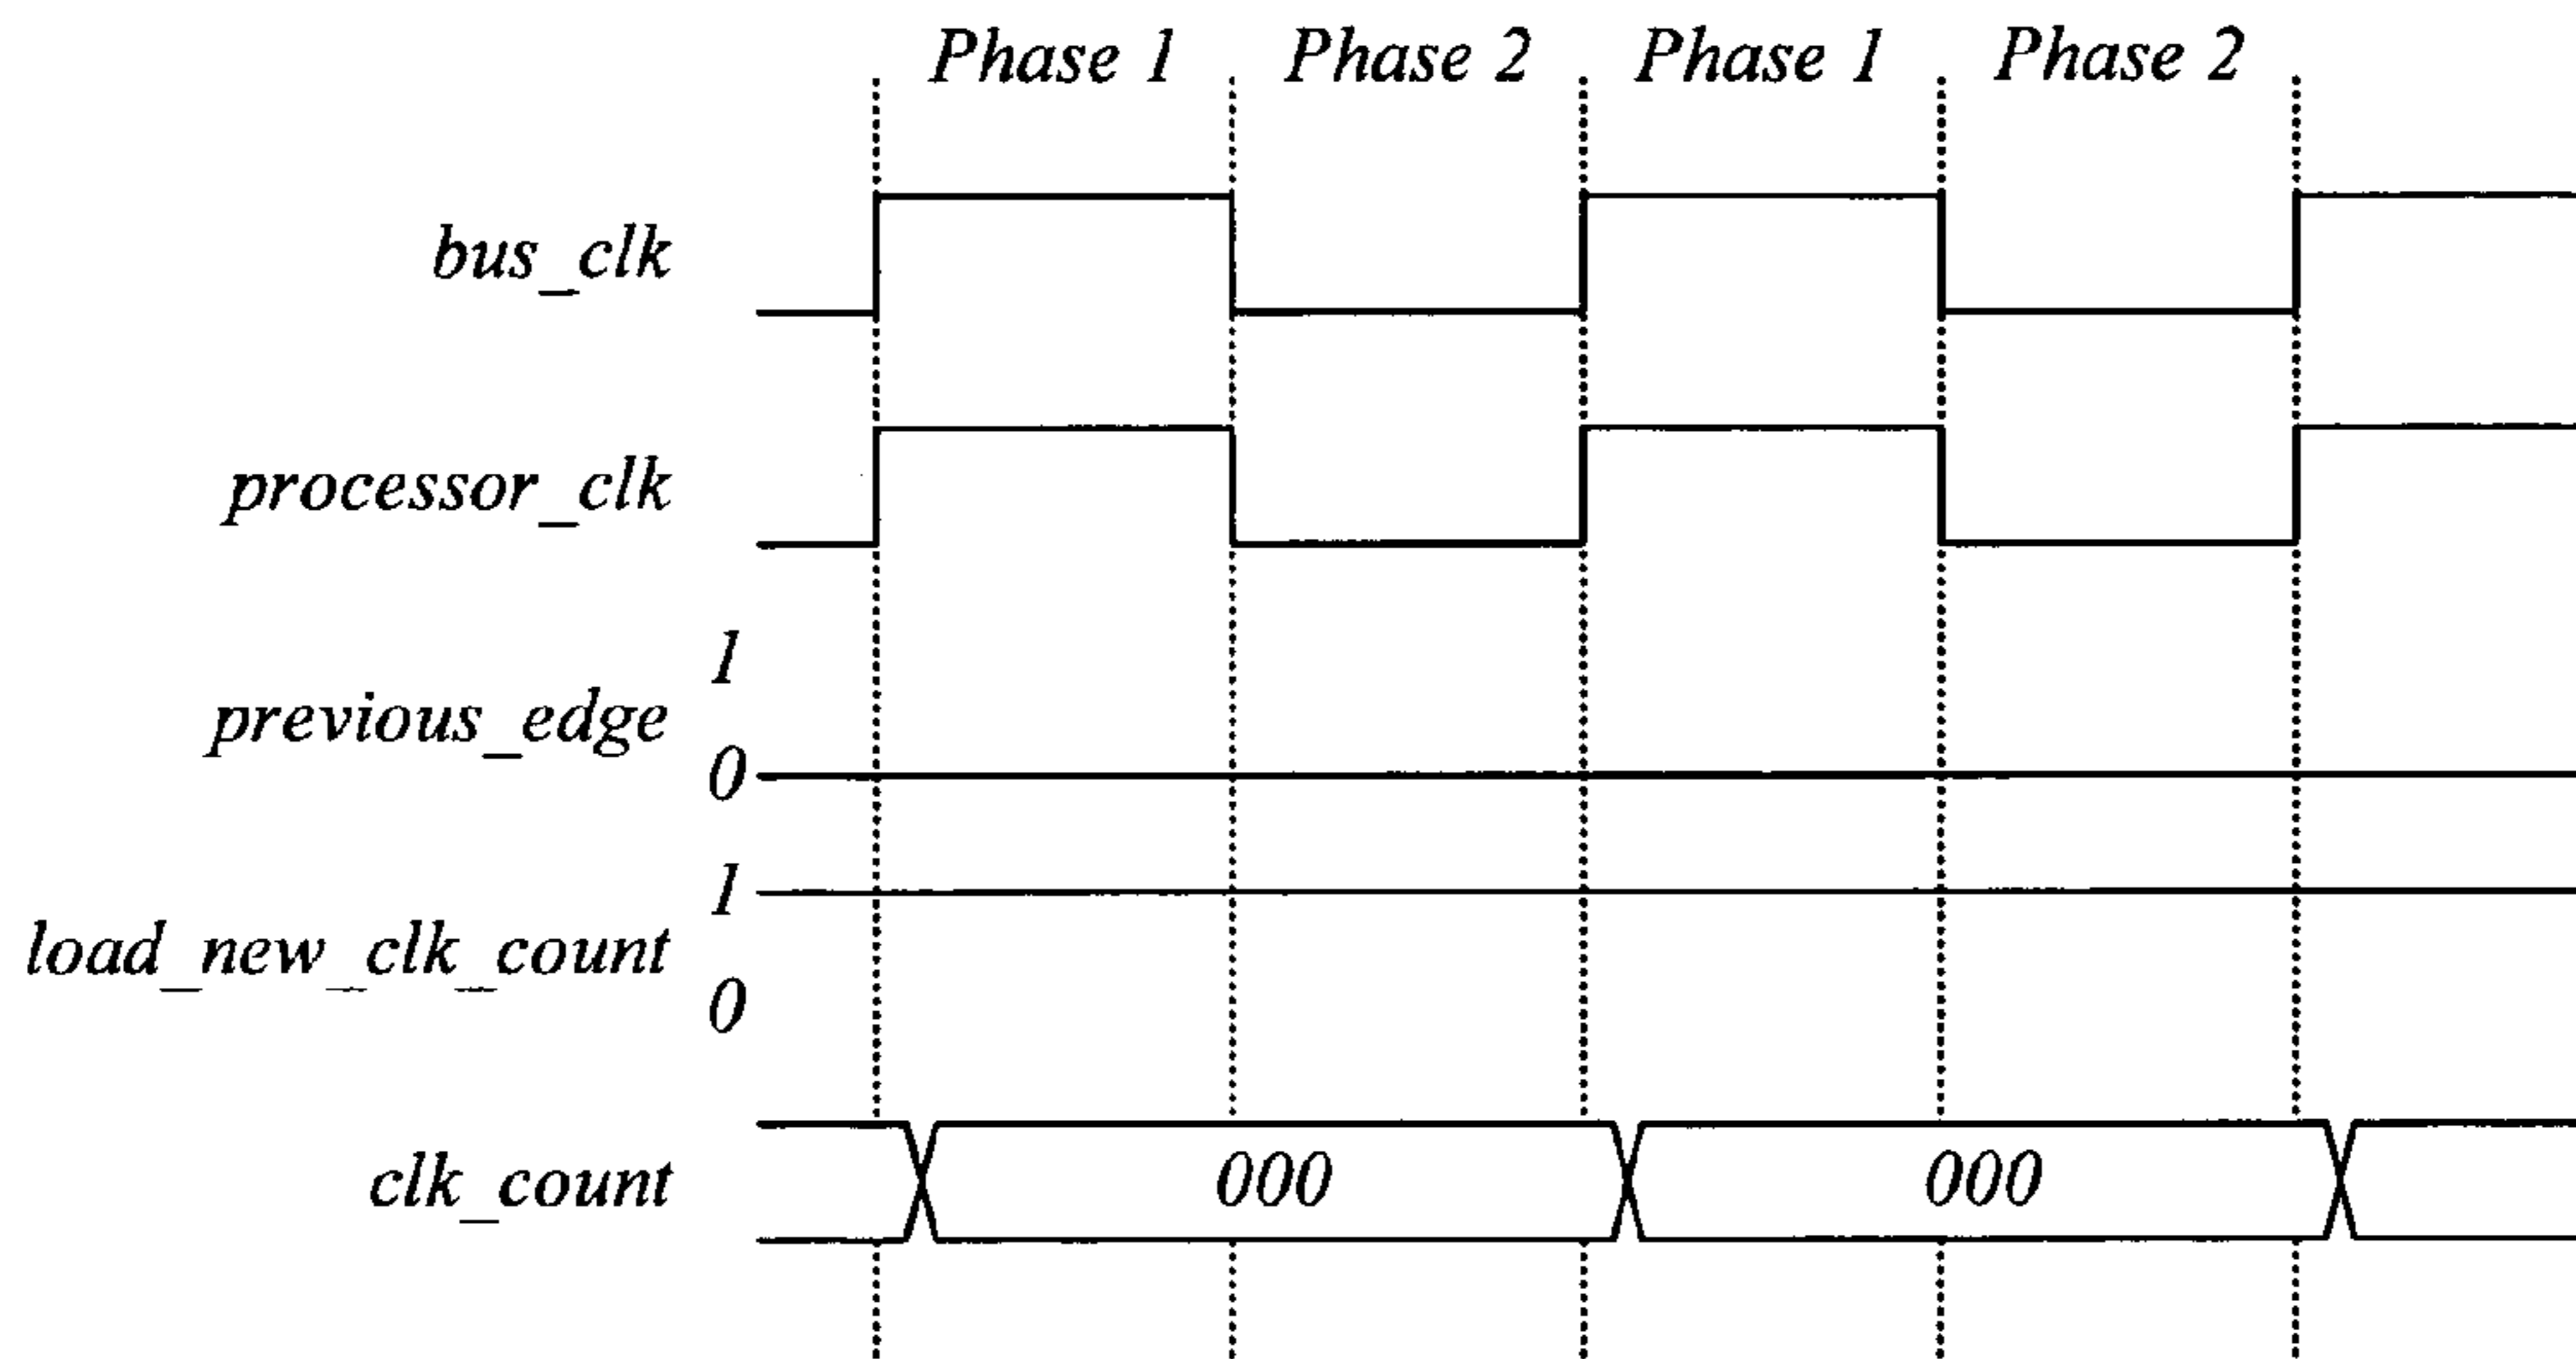 Phase 1 Phase 2 Phase 1 Phase 2
bus_clk
processor_clk
1
previous_edge
0
1
load_new_clk_count
0
clk_count 000 000